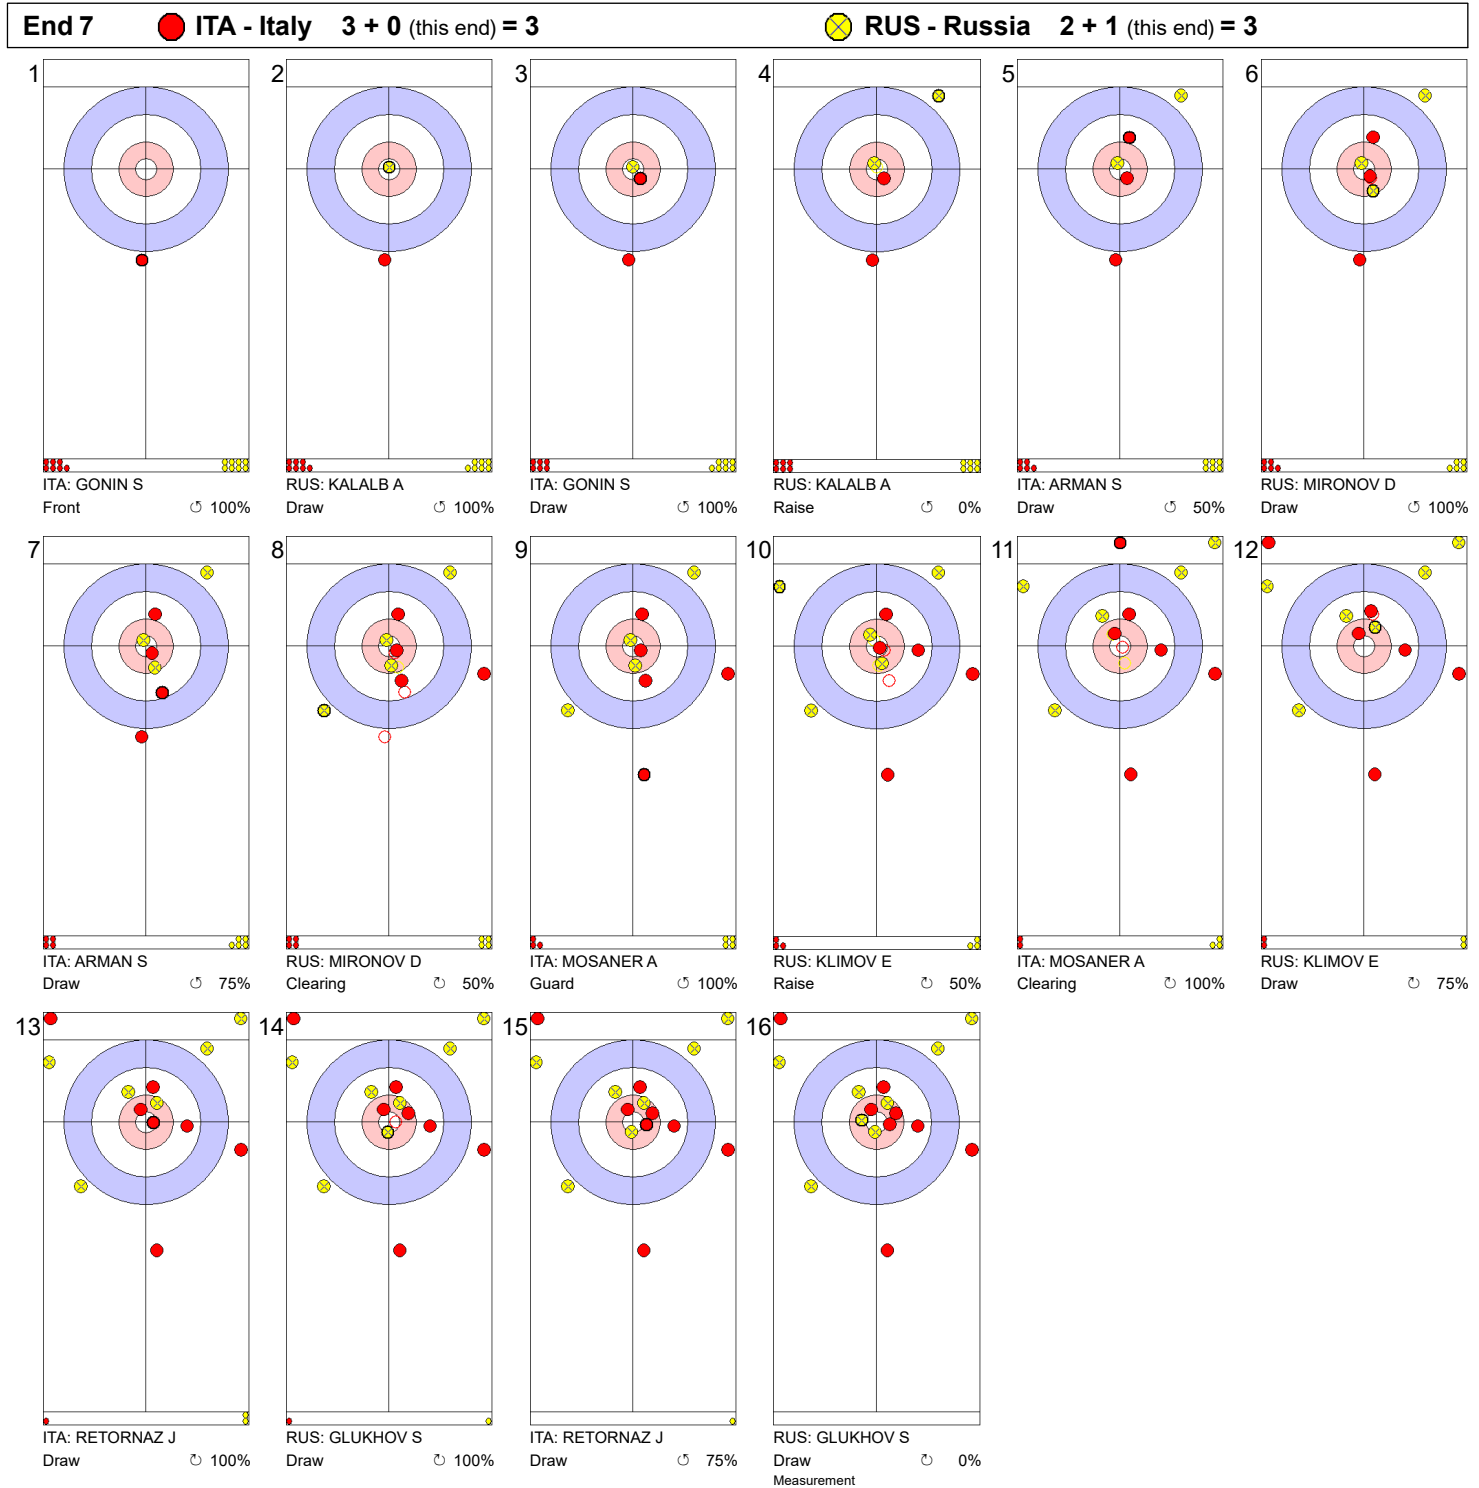 End 7 ITA - Italy 3 + 0 (this end) = 3 RUS - Russia 2 + 1 (this end) = 3
1 2 3 4 5 6
ITA: GONIN S RUS: KALALB A ITA: GONIN S RUS: KALALB A ITA: ARMAN S RUS: MIRONOV D
Front 100% Draw 100% Draw 100% Raise 0% Draw 50% Draw 100%
7 8 9 10 11 12
ITA: ARMAN S RUS: MIRONOV D ITA: MOSANER A RUS: KLIMOV E ITA: MOSANER A RUS: KLIMOV E
Draw 75% Clearing 50% Guard 100% Raise 50% Clearing 100% Draw 75%
13 14 15 16
ITA: RETORNAZ J RUS: GLUKHOV S ITA: RETORNAZ J RUS: GLUKHOV S
Draw 100% Draw 100% Draw 75% Draw 0%
Measurement